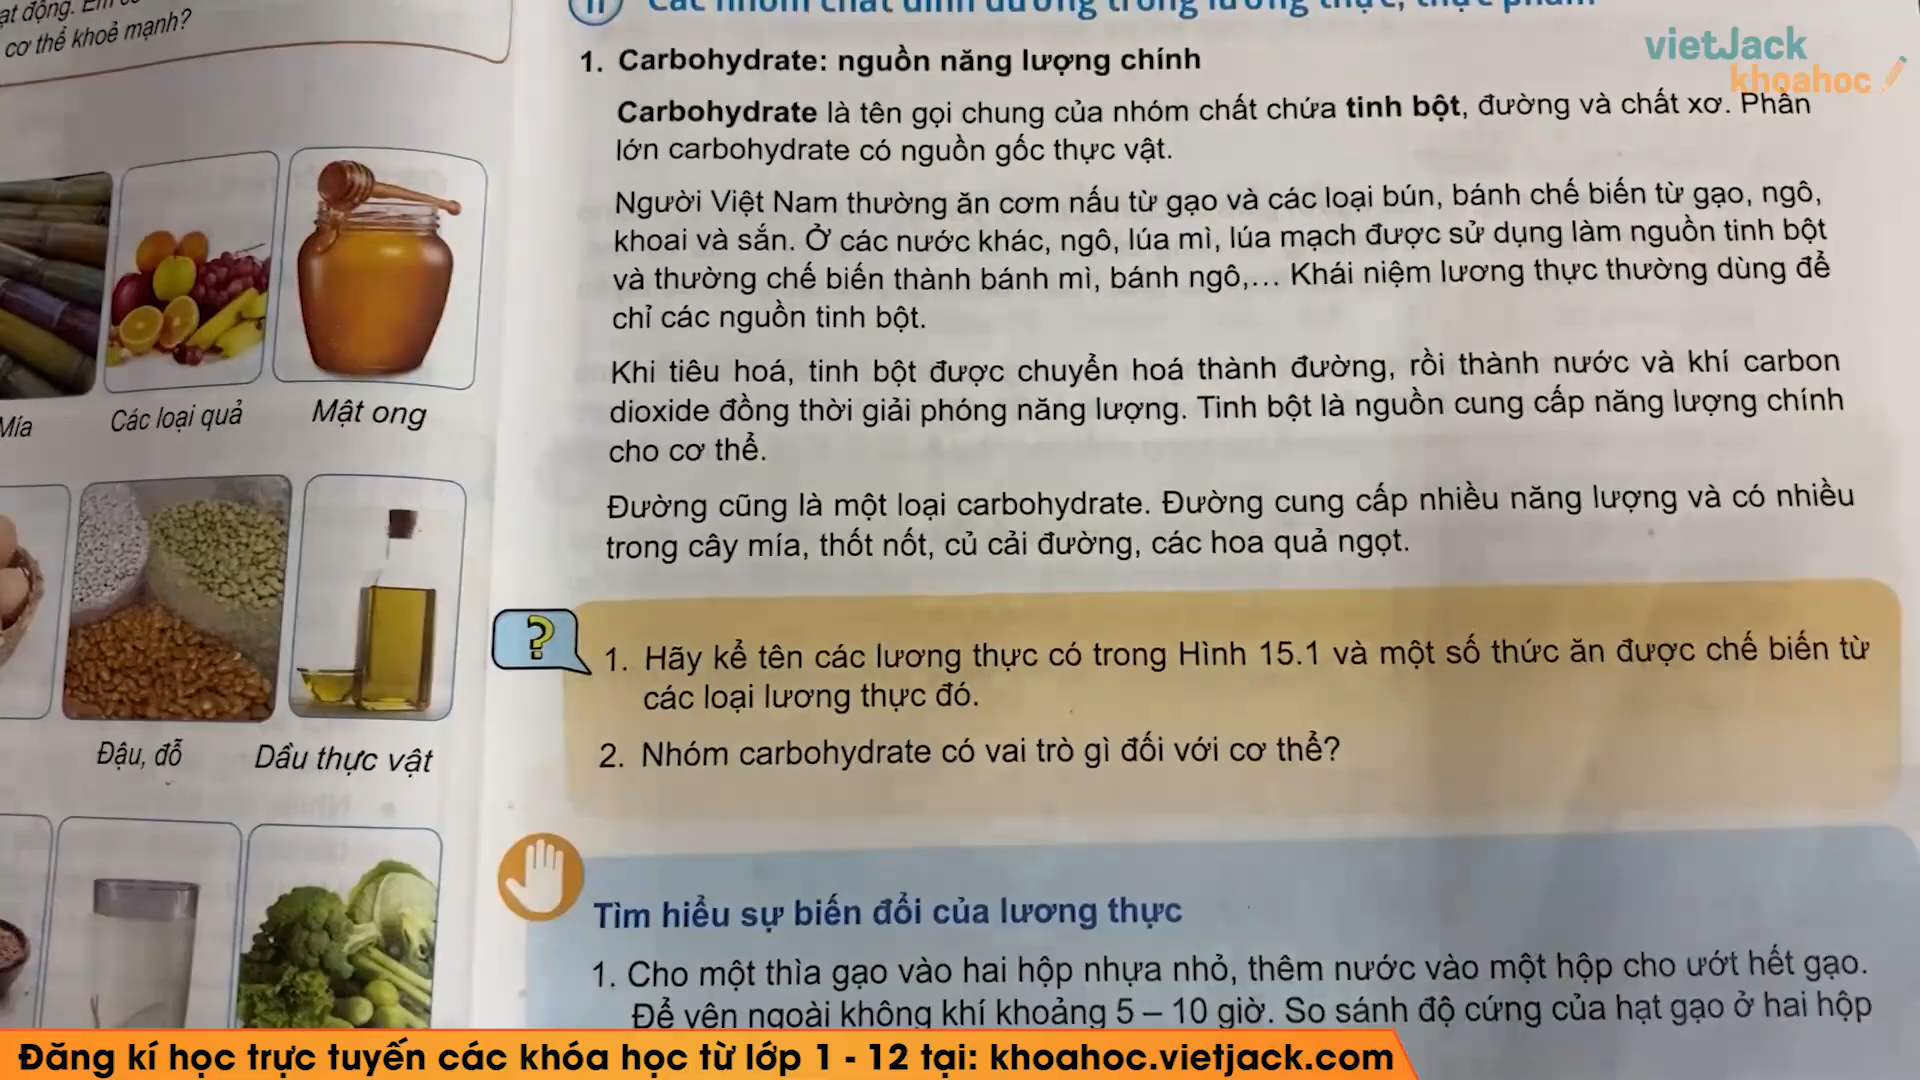 cơ thể khoẻ mạnh?
Mía
Các loại quả
Mật ong
Đậu, đỗ
Dầu thực vật
II Các nhóm chất dinh dưỡng trong lương thực, thực phẩm
1. Carbohydrate: nguồn năng lượng chính
Carbohydrate là tên gọi chung của nhóm chất chứa tinh bột, đường và chất xơ. Phần
lớn carbohydrate có nguồn gốc thực vật.
Người Việt Nam thường ăn cơm nấu từ gạo và các loại bún, bánh chế biến từ gạo, ngô,
khoai và sắn. Ở các nước khác, ngô, lúa mì, lúa mạch được sử dụng làm nguồn tinh bột
và thường chế biến thành bánh mì, bánh ngô,... Khái niệm lương thực thường dùng để
chỉ các nguồn tinh bột.
Khi tiêu hoá, tinh bột được chuyển hoá thành đường, rồi thành nước và khí carbon
dioxide đồng thời giải phóng năng lượng. Tinh bột là nguồn cung cấp năng lượng chính
cho cơ thể.
Đường cũng là một loại carbohydrate. Đường cung cấp nhiều năng lượng và có nhiều
trong cây mía, thốt nốt, củ cải đường, các hoa quả ngọt.
?
1. Hãy kể tên các lương thực có trong Hình 15.1 và một số thức ăn được chế biến từ
các loại lương thực đó.
2. Nhóm carbohydrate có vai trò gì đối với cơ thể?
Tìm hiểu sự biến đổi của lương thực
1. Cho một thìa gạo vào hai hộp nhựa nhỏ, thêm nước vào một hộp cho ướt hết gạo.
Để yên ngoài không khí khoảng 5 – 10 giờ. So sánh độ cứng của hạt gạo ở hai hộp
vietJack
khoahoc
Đăng kí học trực tuyến các khóa học từ lớp 1 - 12 tại: khoahoc.vietjack.com